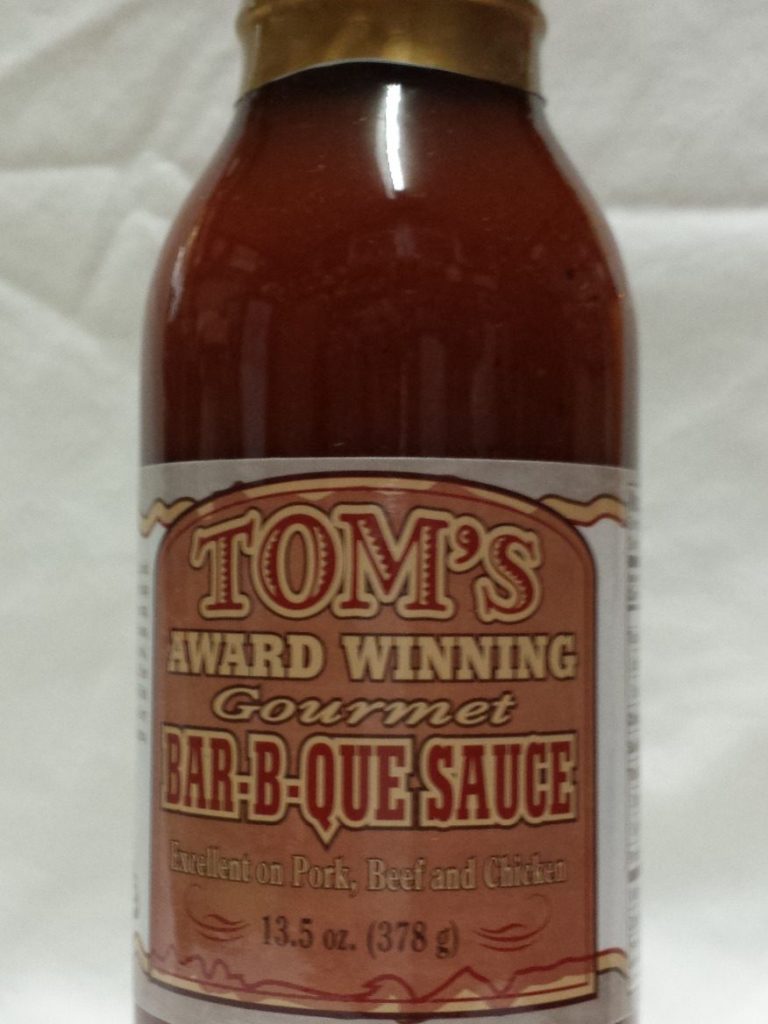 TOM'S
AWARD WINNING
Gourmet
BAR-B-QUE SAUCE
Excellent on Pork, Beef and Chicken
13.5 oz. (378 g)